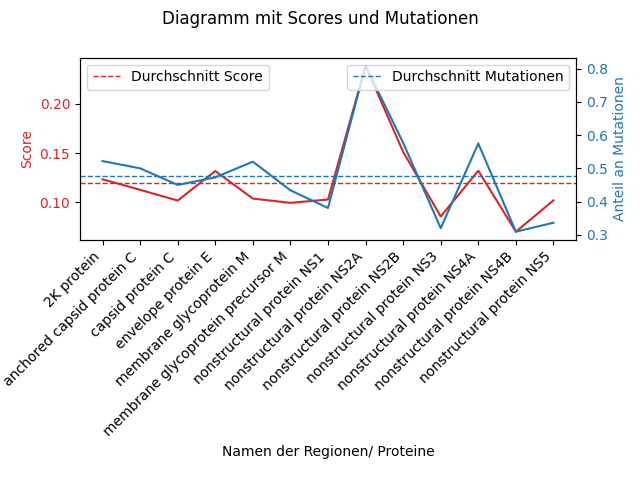 Diagramm mit Scores und Mutationen
Durchschnitt Score
Durchschnitt Mutationen
Score
0.20
0.15
0.10
0.8
0.7
0.6
0.5
0.4
0.3
Anteil an Mutationen
2K protein
anchored capsid protein C
capsid protein C
envelope protein E
membrane glycoprotein M
membrane glycoprotein precursor M
nonstructural protein NS1
nonstructural protein NS2A
nonstructural protein NS2B
nonstructural protein NS3
nonstructural protein NS4A
nonstructural protein NS4B
nonstructural protein NS5
Namen der Regionen/ Proteine